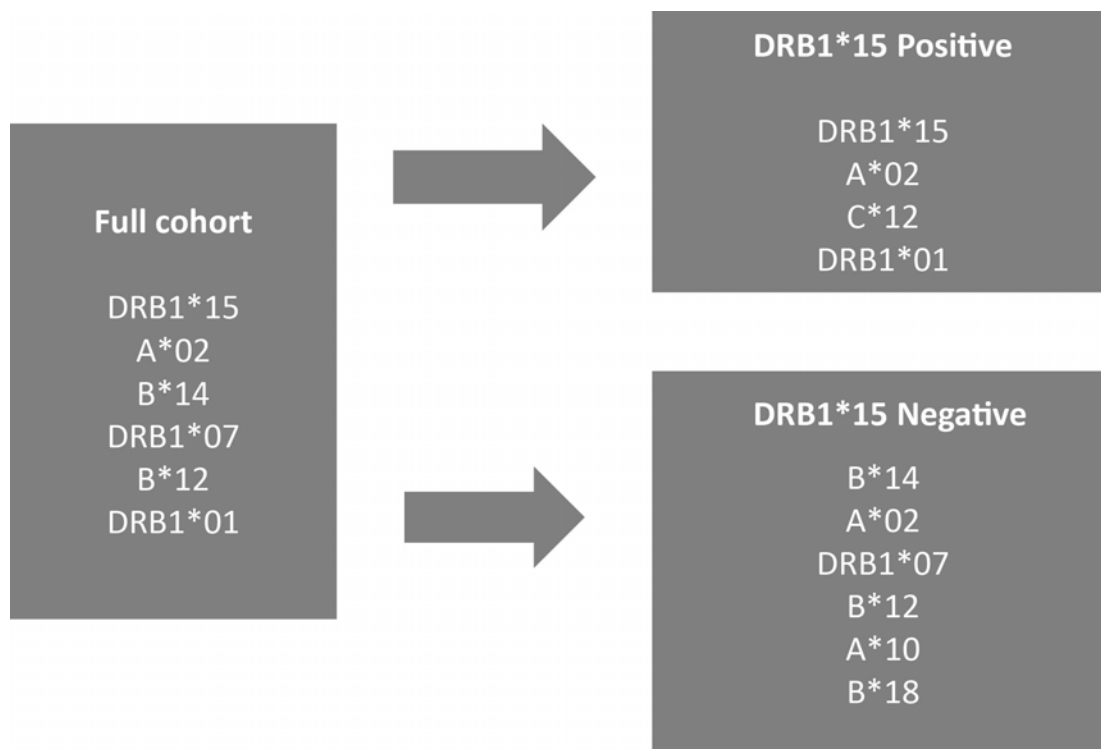 Full cohort
DRB1*15
A*02
B*14
DRB1*07
B*12
DRB1*01
DRB1*15 Positive
DRB1*15
A*02
C*12
DRB1*01
DRB1*15 Negative
B*14
A*02
DRB1*07
B*12
A*10
B*18